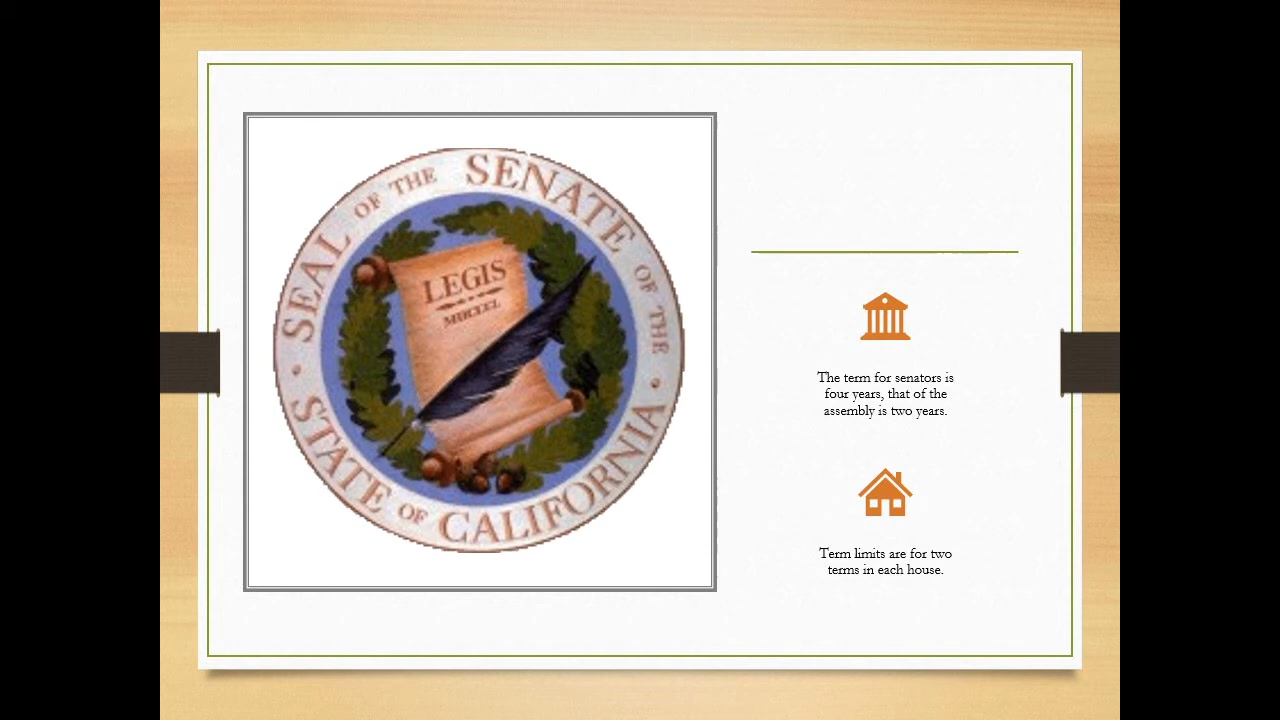 SEAL OF THE SENATE OF THE
STATE OF CALIFORNIA
LEGIS
MDCCCL
The term for senators is
four years, that of the
assembly is two years.
Term limits are for two
terms in each house.